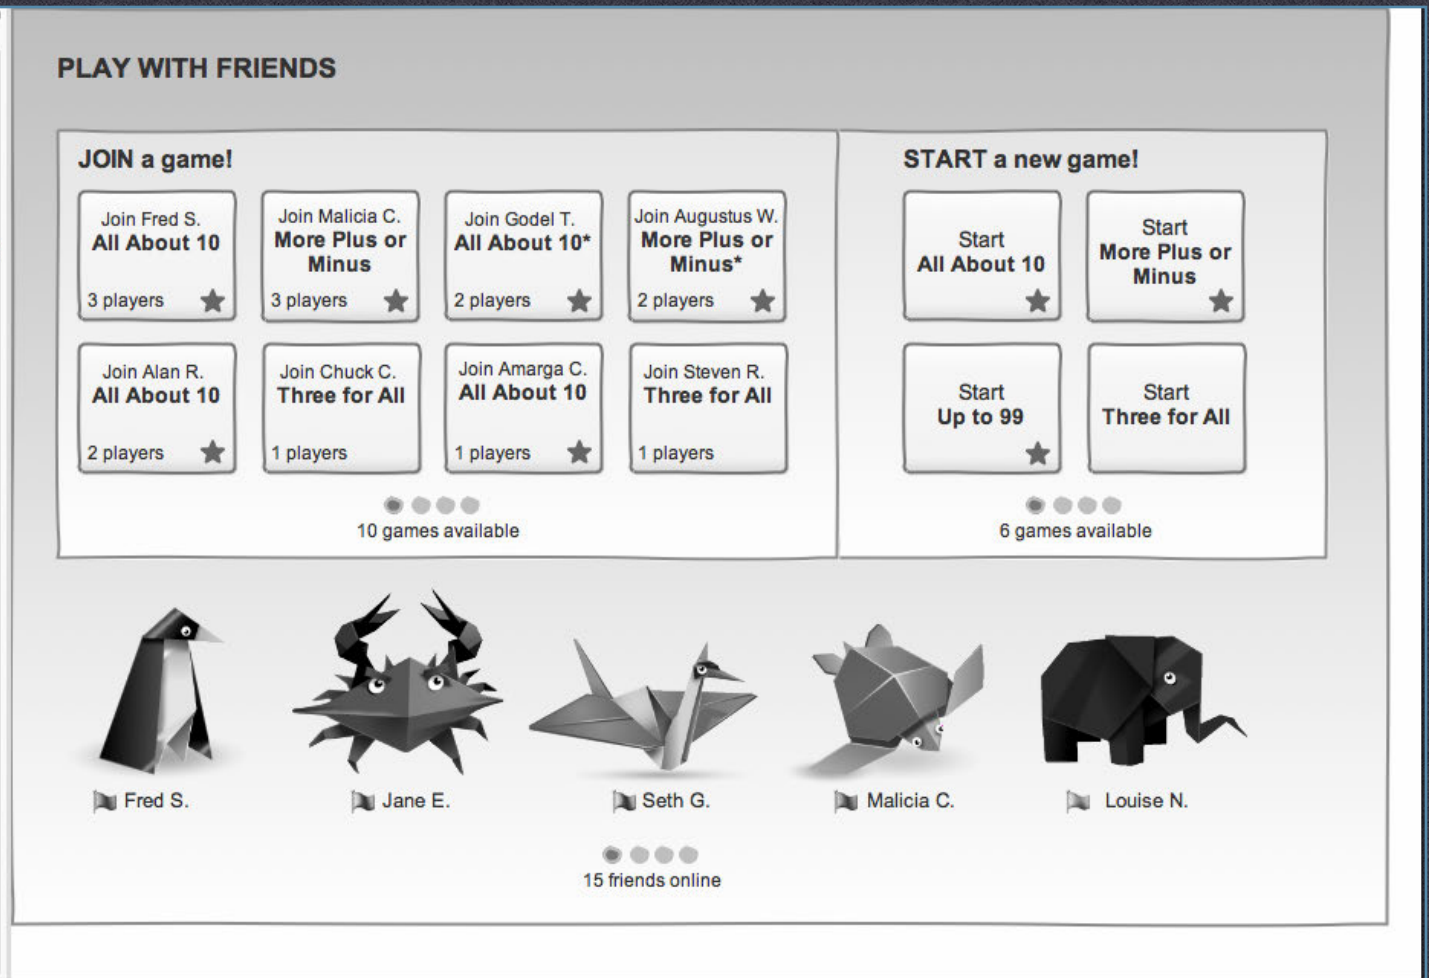 PLAY WITH FRIENDS
JOIN a game!
Join Fred S.
All About 10
3 players
Join Malicia C.
More Plus or
Minus
3 players
Join Godel T.
All About 10*
2 players
Join Augustus W.
More Plus or
Minus*
2 players
Join Alan R.
All About 10
2 players
Join Chuck C.
Three for All
1 players
Join Amarga C.
All About 10
1 players
Join Steven R.
Three for All
1 players
10 games available
START a new game!
Start
All About 10
Start
More Plus or
Minus
Start
Up to 99
Start
Three for All
6 games available
Fred S.
Jane E.
Seth G.
Malicia C.
Louise N.
15 friends online